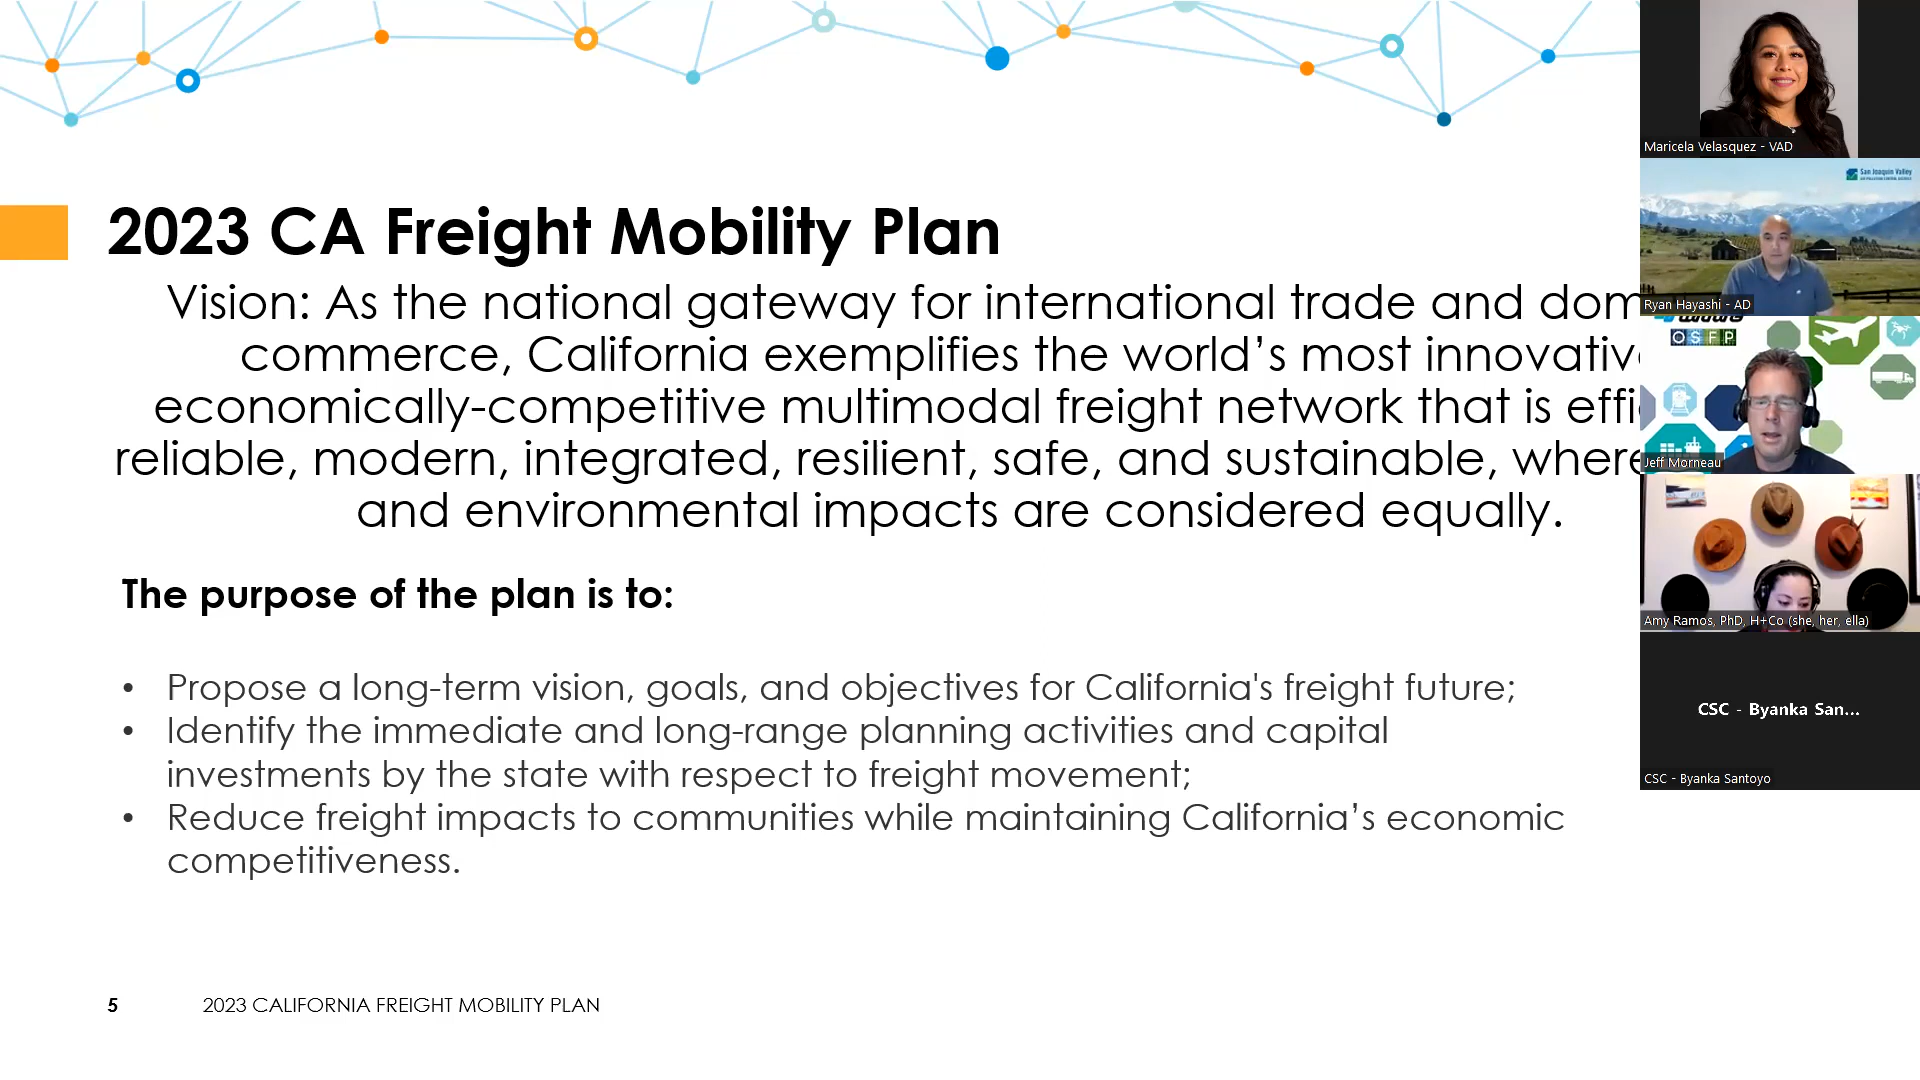 2023 CA Freight Mobility Plan
Vision: As the national gateway for international trade and dom
commerce, California exemplifies the world’s most innovativ
economically-competitive multimodal freight network that is effi
reliable, modern, integrated, resilient, safe, and sustainable, where
and environmental impacts are considered equally.
The purpose of the plan is to:
• Propose a long-term vision, goals, and objectives for California's freight future;
• Identify the immediate and long-range planning activities and capital
investments by the state with respect to freight movement;
• Reduce freight impacts to communities while maintaining California’s economic
competitiveness.
5 2023 CALIFORNIA FREIGHT MOBILITY PLAN
Maricela Velasquez - VAD
San Joaquin Valley
Ryan Hayashi - AD
OSFP
Jeff Morneau
Amy Ramos, PhD, H+Co (she, her, ella)
CSC - Byanka San...
CSC - Byanka Santoyo